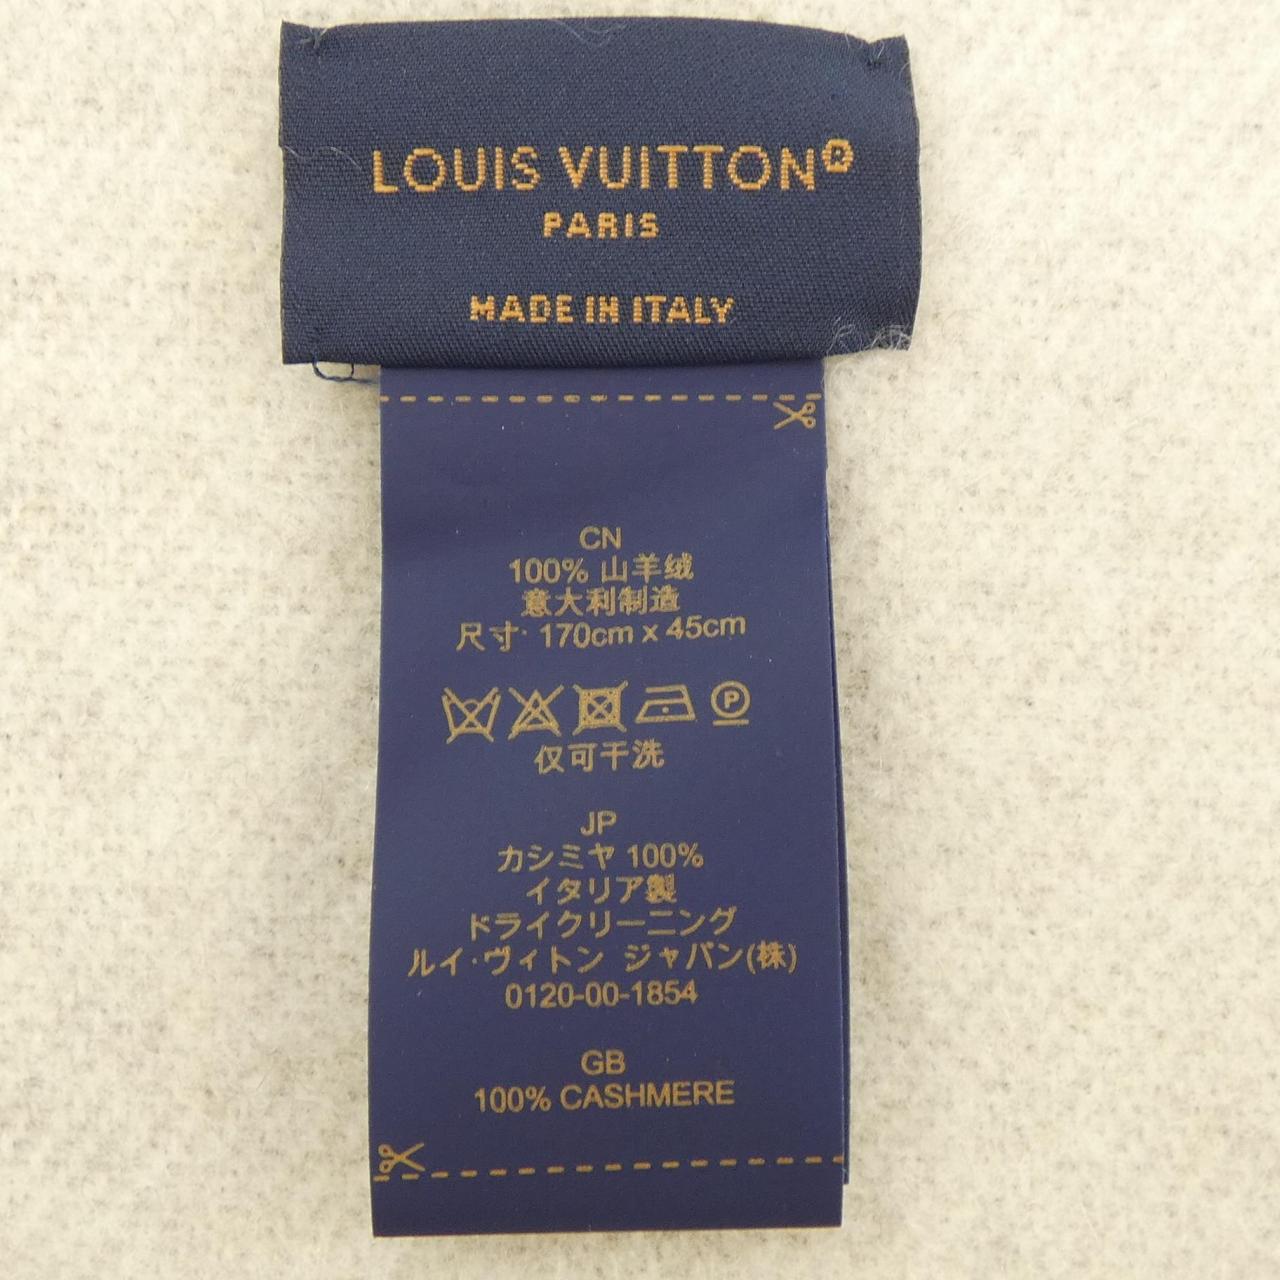 LOUIS VUITTON®
PARIS
MADE IN ITALY
CN
100% 山羊绒
意大利制造
尺寸: 170cm x 45cm
P
仅可干洗
JP
カシミヤ 100%
イタリア製
ドライクリーニング
ルイ·ヴィトン ジャパン(株)
0120-00-1854
GB
100% CASHMERE